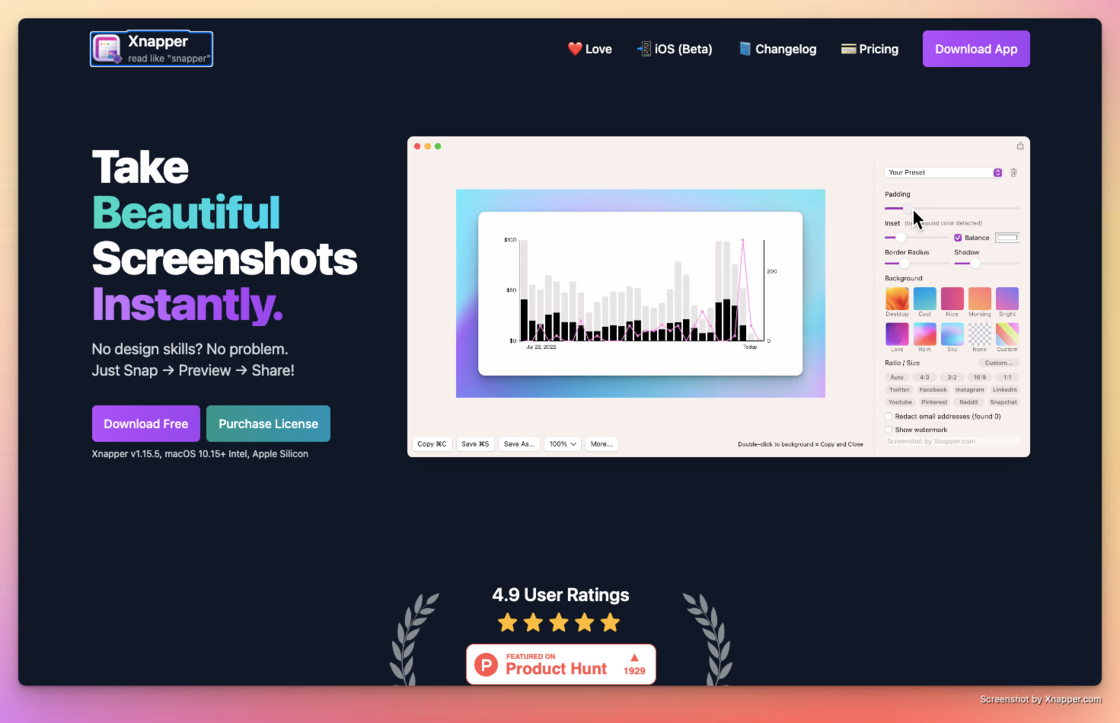 Xnapper
read like "snapper"
❤️ Love
📲 iOS (Beta)
📘 Changelog
💳 Pricing
Download App
Take
Beautiful
Screenshots
Instantly.
No design skills? No problem.
Just Snap → Preview → Share!
Download Free
Purchase License
Xnapper v1.15.5, macOS 10.15+ Intel, Apple Silicon
$100
$50
$0
200
0
Jul 22, 2022
Today
Copy ⌘C
Save ⌘S
Save As...
100%
More...
Double-click to background = Copy and Close
Your Preset
Padding
Inset
color detected)
Balance
Border Radius
Shadow
Background
Desktop Cool Nice Morning Bright
Love Rain Sky None Custom
Ratio / Size
Custom...
Auto 4:3 3:2 16:9 1:1
Twitter Facebook Instagram LinkedIn
Youtube Pinterest Reddit Snapchat
Redact email addresses (found 0)
Show watermark
Screenshot by Xnapper.com
4.9 User Ratings
P
FEATURED ON
Product Hunt
1929
Screenshot by Xnapper.com